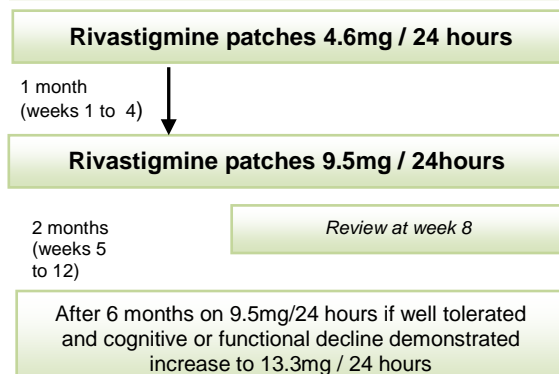 Rivastigmine patches 4.6mg / 24 hours
1 month
(weeks 1 to 4)
Rivastigmine patches 9.5mg / 24hours
2 months
(weeks 5
to 12)
Review at week 8
After 6 months on 9.5mg/24 hours if well tolerated
and cognitive or functional decline demonstrated
increase to 13.3mg / 24 hours